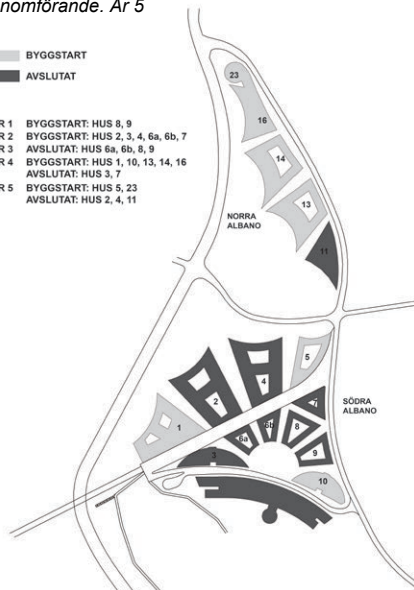 nomförande. År 5
BYGGSTART
AVSLUTAT
R 1 BYGGSTART: HUS 8, 9
R 2 BYGGSTART: HUS 2, 3, 4, 6a, 6b, 7
R 3 AVSLUTAT: HUS 6a, 6b, 8, 9
R 4 BYGGSTART: HUS 1, 10, 13, 14, 16
AVSLUTAT: HUS 3, 7
R 5 BYGGSTART: HUS 5, 23
AVSLUTAT: HUS 2, 4, 11
23
16
14
13
NORRA
ALBANO
11
5
4
2
7
SÖDRA
ALBANO
1
6b
8
6a
3
9
10